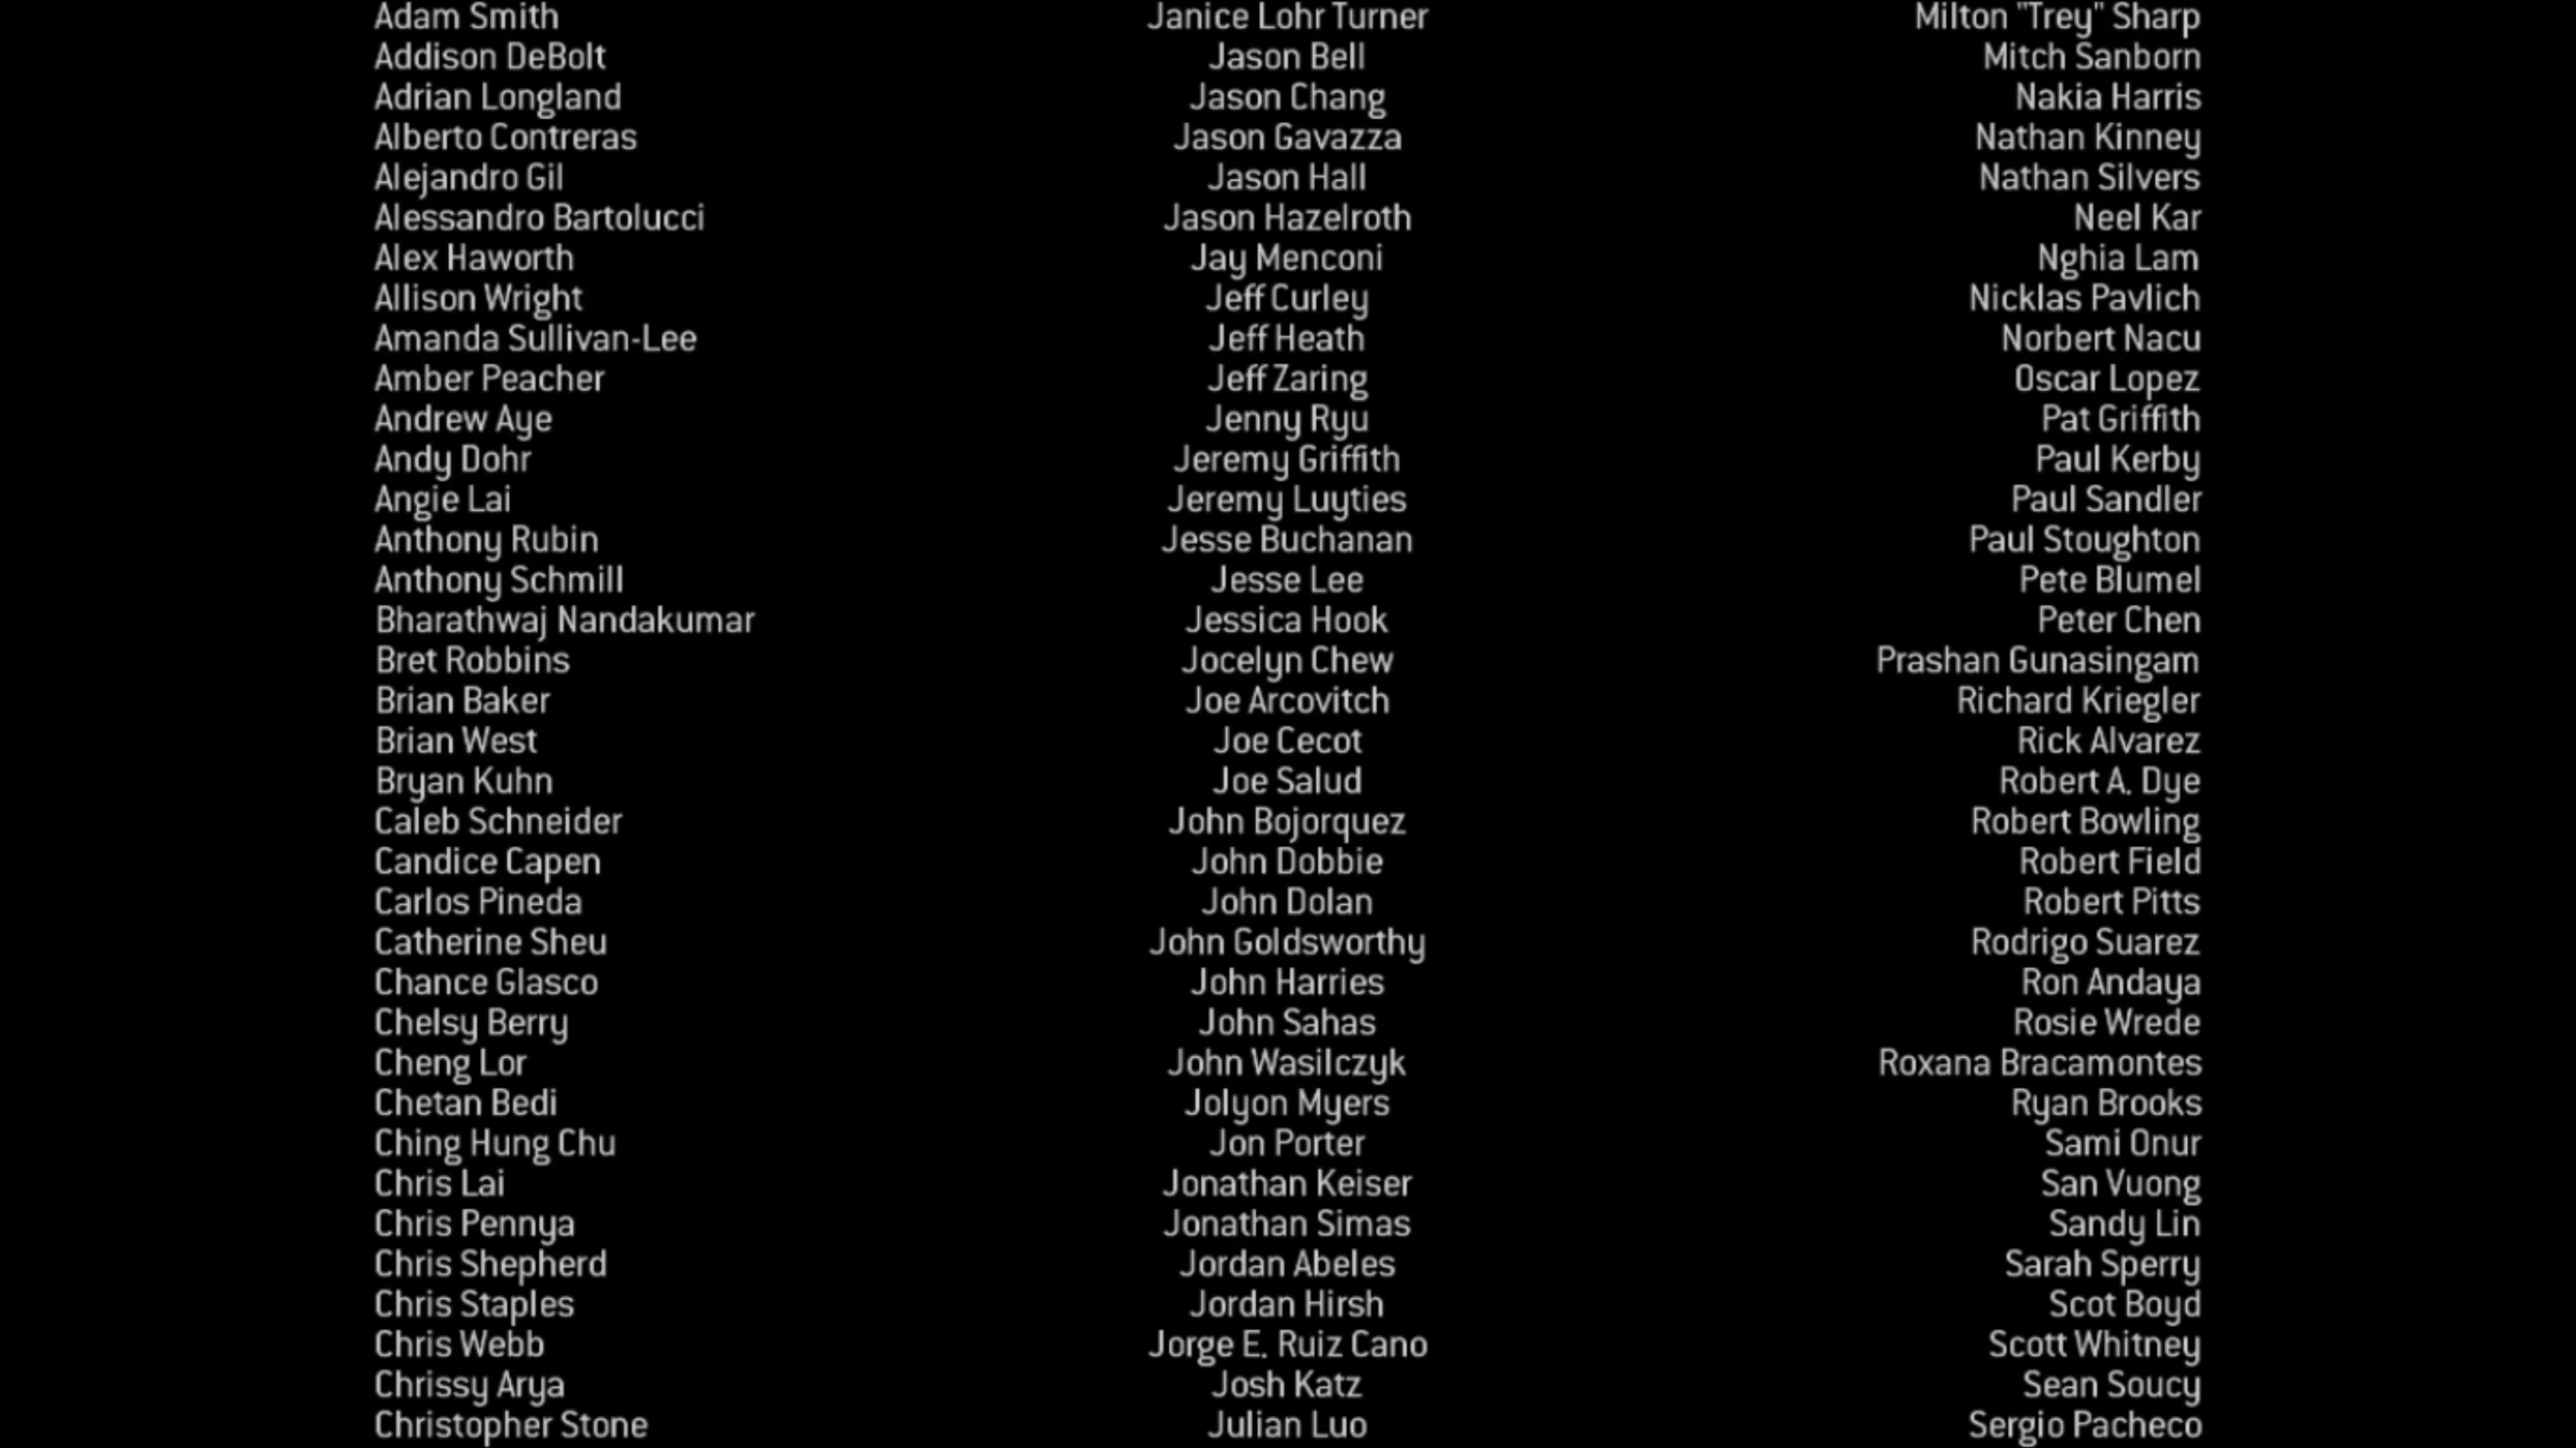 Adam Smith
Addison DeBolt
Adrian Longland
Alberto Contreras
Alejandro Gil
Alessandro Bartolucci
Alex Haworth
Allison Wright
Amanda Sullivan-Lee
Amber Peacher
Andrew Aye
Andy Dohr
Angie Lai
Anthony Rubin
Anthony Schmill
Bharathwaj Nandakumar
Bret Robbins
Brian Baker
Brian West
Bryan Kuhn
Caleb Schneider
Candice Capen
Carlos Pineda
Catherine Sheu
Chance Glasco
Chelsy Berry
Cheng Lor
Chetan Bedi
Ching Hung Chu
Chris Lai
Chris Pennya
Chris Shepherd
Chris Staples
Chris Webb
Chrissy Arya
Christopher Stone
Janice Lohr Turner
Jason Bell
Jason Chang
Jason Gavazza
Jason Hall
Jason Hazelroth
Jay Menconi
Jeff Curley
Jeff Heath
Jeff Zaring
Jenny Ryu
Jeremy Griffith
Jeremy Luyties
Jesse Buchanan
Jesse Lee
Jessica Hook
Jocelyn Chew
Joe Arcovitch
Joe Cecot
Joe Salud
John Bojorquez
John Dobbie
John Dolan
John Goldsworthy
John Harries
John Sahas
John Wasilczyk
Jolyon Myers
Jon Porter
Jonathan Keiser
Jonathan Simas
Jordan Abeles
Jordan Hirsh
Jorge E. Ruiz Cano
Josh Katz
Julian Luo
Milton "Trey" Sharp
Mitch Sanborn
Nakia Harris
Nathan Kinney
Nathan Silvers
Neel Kar
Nghia Lam
Nicklas Pavlich
Norbert Nacu
Oscar Lopez
Pat Griffith
Paul Kerby
Paul Sandler
Paul Stoughton
Pete Blumel
Peter Chen
Prashan Gunasingam
Richard Kriegler
Rick Alvarez
Robert A. Dye
Robert Bowling
Robert Field
Robert Pitts
Rodrigo Suarez
Ron Andaya
Rosie Wrede
Roxana Bracamontes
Ryan Brooks
Sami Onur
San Vuong
Sandy Lin
Sarah Sperry
Scot Boyd
Scott Whitney
Sean Soucy
Sergio Pacheco